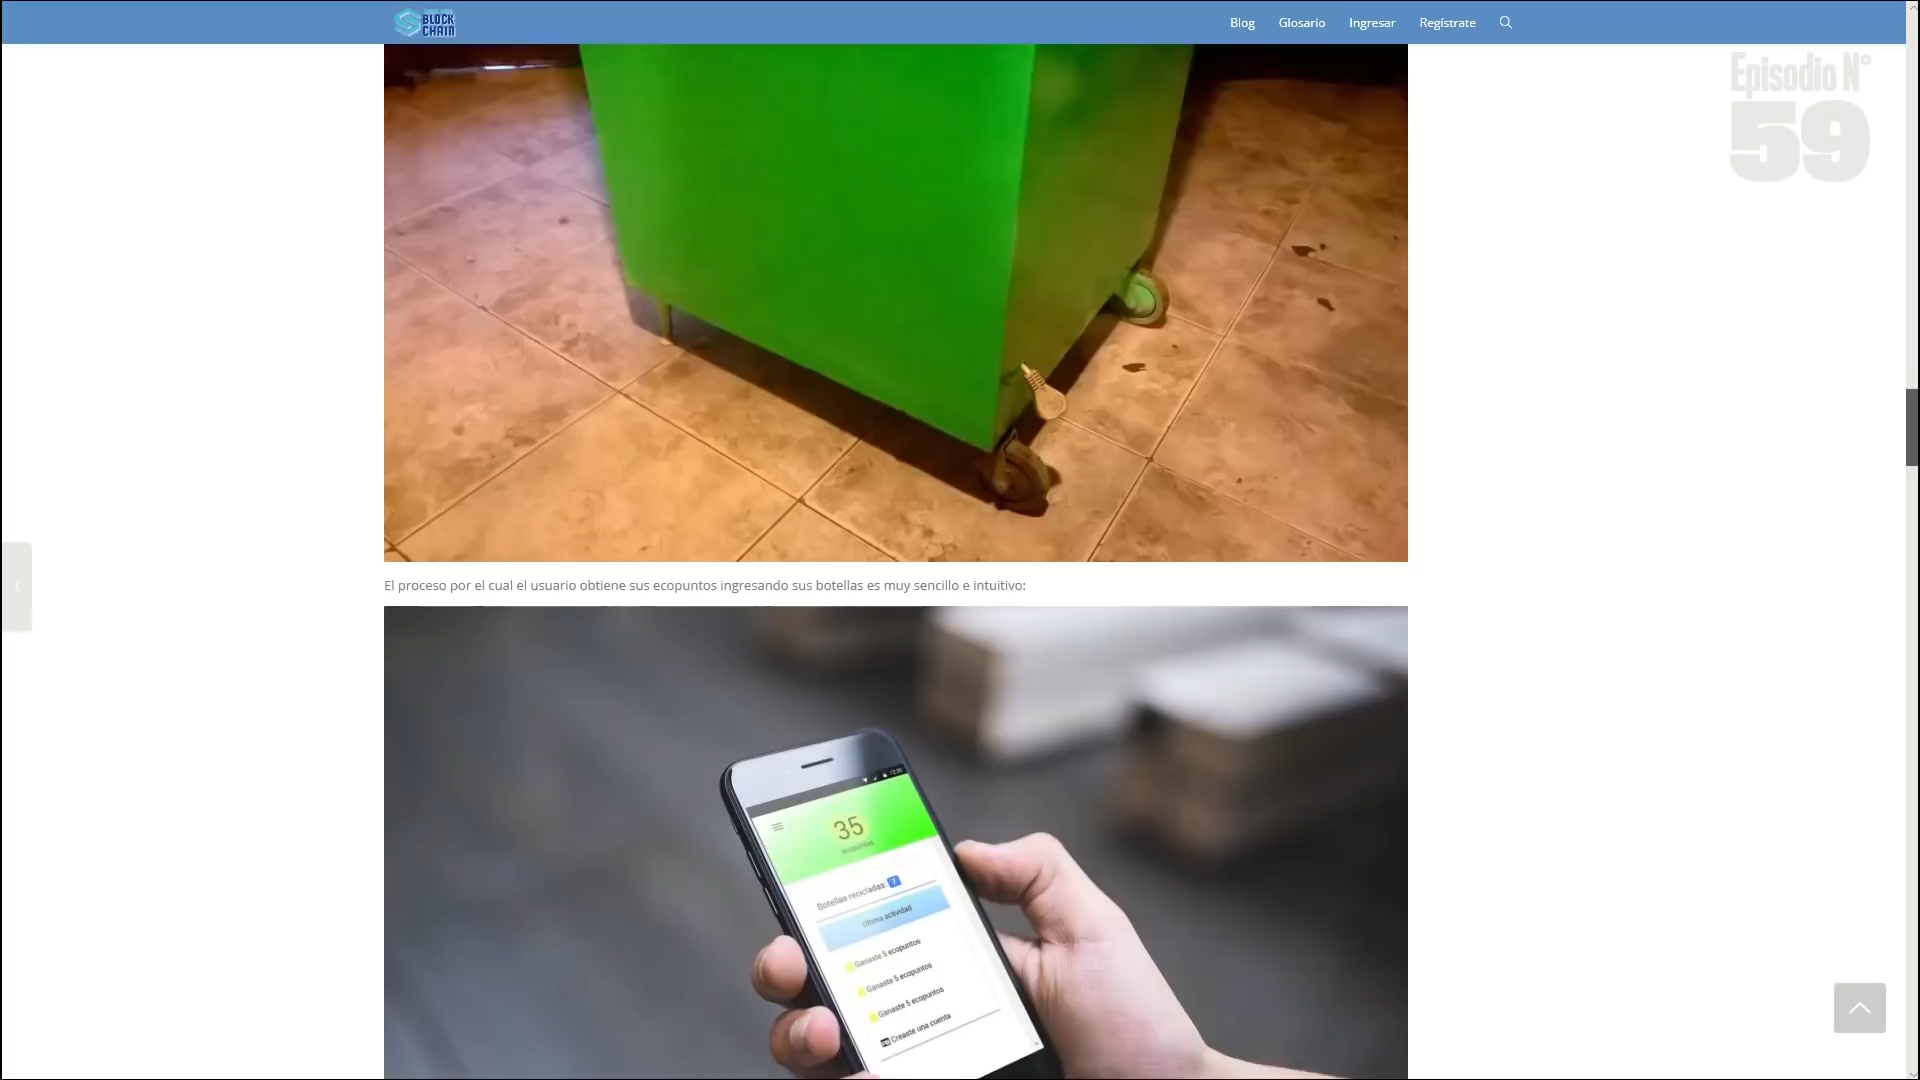 BLOCK
CHAIN
Blog
Glosario
Ingresar
Regístrate
Episodio N°
59
El proceso por el cual el usuario obtiene sus ecopuntos ingresando sus botellas es muy sencillo e intuitivo:
35
ecopuntos
Botellas recicladas: 7
Ultima actividad
Ganaste 5 ecopuntos
Ganaste 5 ecopuntos
Ganaste 5 ecopuntos
Creaste una cuenta